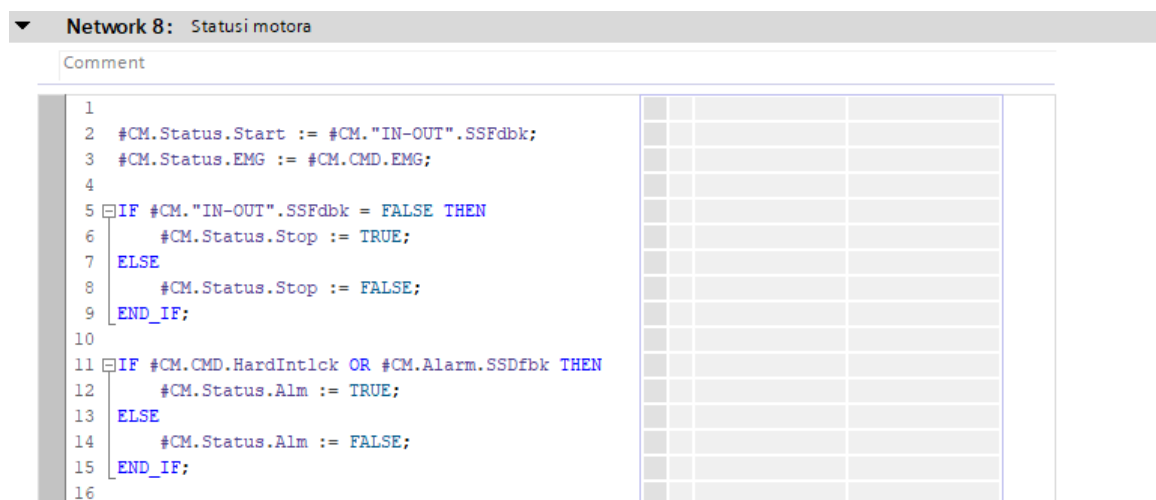 Network 8: Statusi motora
Comment
1
2 #CM.Status.Start := #CM."IN-OUT".SSFdbk;
3 #CM.Status.EMG := #CM.CMD.EMG;
4
5 IF #CM."IN-OUT".SSFdbk = FALSE THEN
6 #CM.Status.Stop := TRUE;
7 ELSE
8 #CM.Status.Stop := FALSE;
9 END_IF;
10
11 IF #CM.CMD.HardIntlck OR #CM.Alarm.SSDfbk THEN
12 #CM.Status.Alm := TRUE;
13 ELSE
14 #CM.Status.Alm := FALSE;
15 END_IF;
16